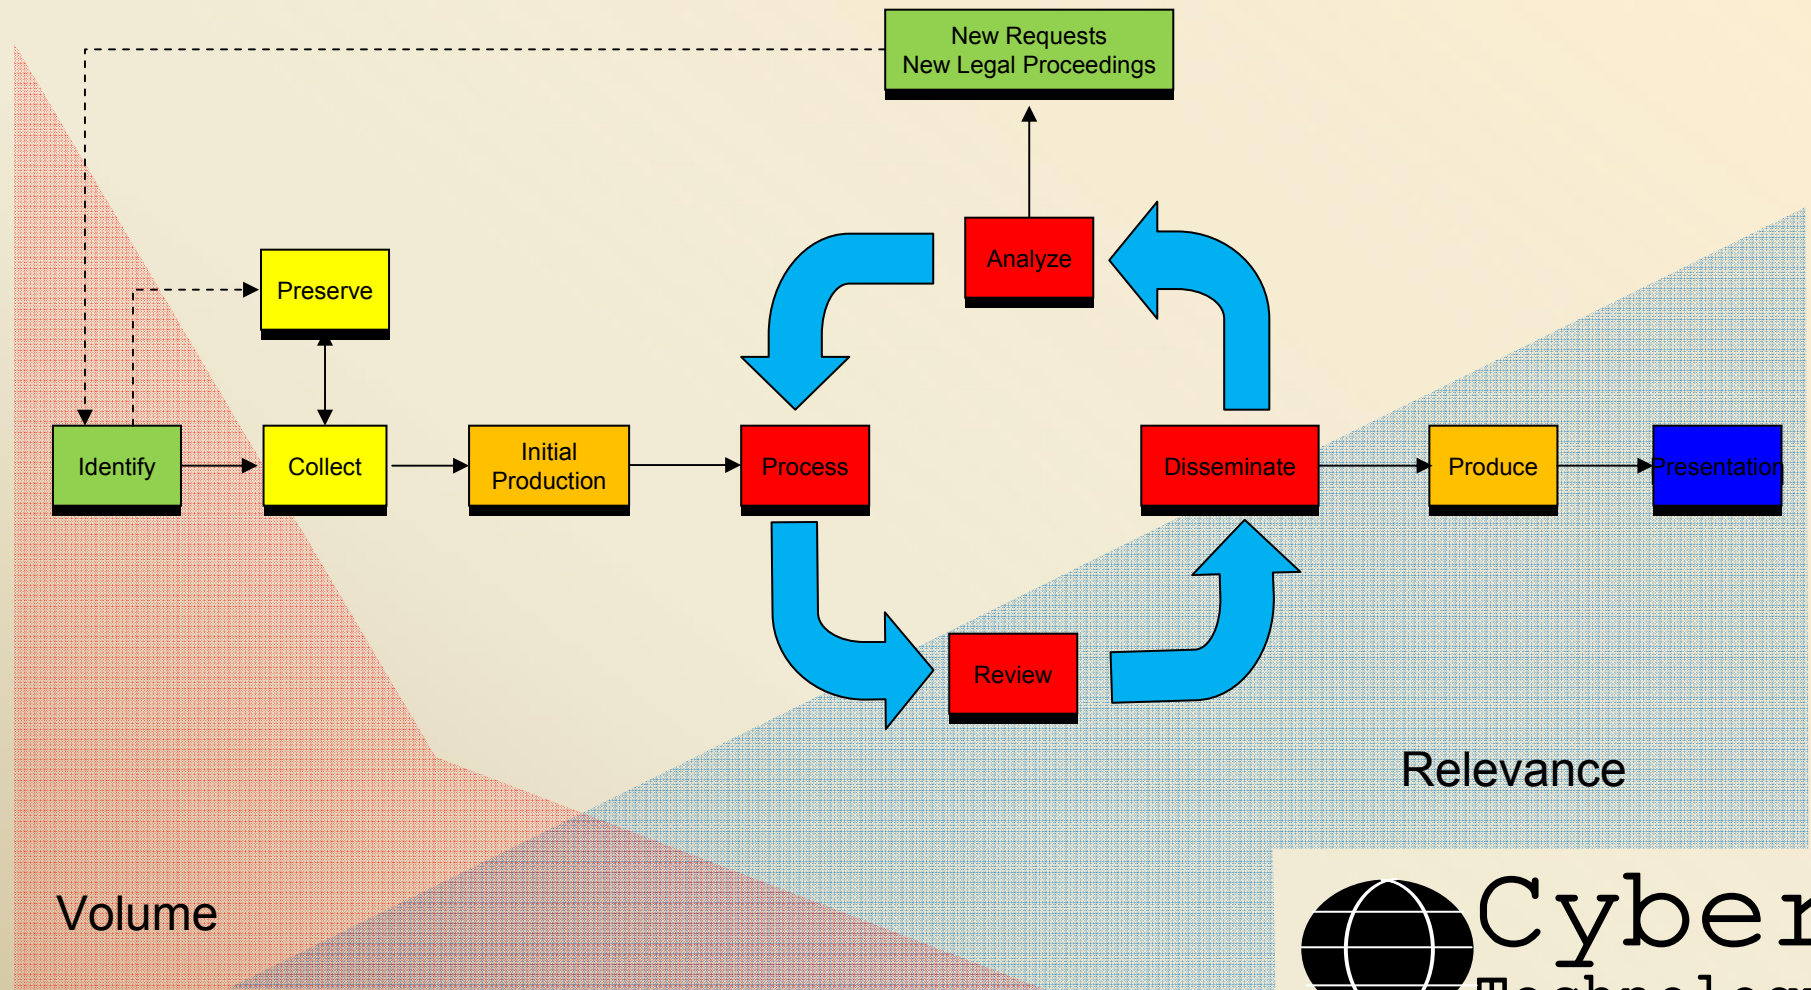 New Requests
New Legal Proceedings
Analyze
Preserve
Identify
Collect
Initial
Production
Process
Disseminate
Produce
Presentation
Review
Relevance
Volume
Cyber
Technology